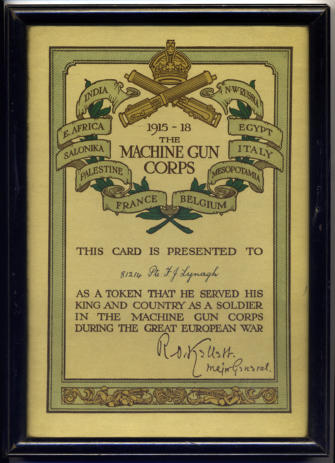 INDIA
N-W RUSSIA
E. AFRICA
EGYPT
SALONIKA
ITALY
PALESTINE
MESOPOTAMIA
FRANCE
BELGIUM
1915 - 18
THE
MACHINE GUN
CORPS
THIS CARD IS PRESENTED TO
81214 Pte F J Lynagh
AS A TOKEN THAT HE SERVED HIS
KING AND COUNTRY AS A SOLDIER
IN THE MACHINE GUN CORPS
DURING THE GREAT EUROPEAN WAR
Major General.